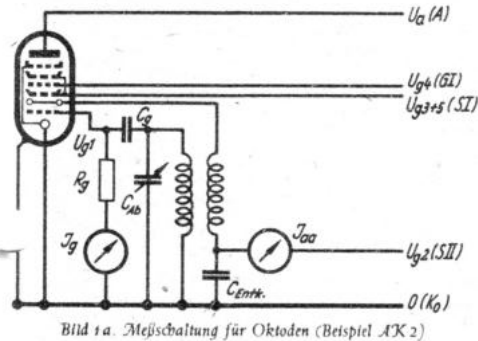 Ua (A)
Ug4 (GI)
Ug3+5 (SI)
Cg
Ug1
Rg
CAb
Jg
Jaa
Ug2 (SII)
CEntk.
0 (K0)
Bild 1a. Meßschaltung für Oktoden (Beispiel AK 2)